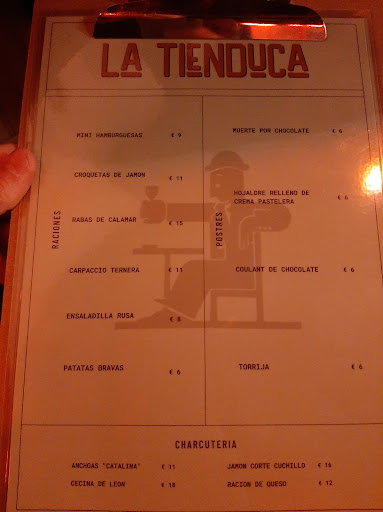 LA TIENDUCA
RACIONES
MINI HAMBURGUESAS € 9
CROQUETAS DE JAMON € 11
RABAS DE CALAMAR € 15
CARPACCIO TERNERA € 11
ENSALADILLA RUSA € 8
PATATAS BRAVAS € 6
POSTRES
MUERTE POR CHOCOLATE € 6
HOJALDRE RELLENO DE
CREMA PASTELERA € 6
COULANT DE CHOCOLATE € 6
TORRIJA € 6
CHARCUTERIA
ANCHOAS "CATALINA" € 11
CECINA DE LEON € 18
JAMON CORTE CUCHILLO € 16
RACION DE QUESO € 12